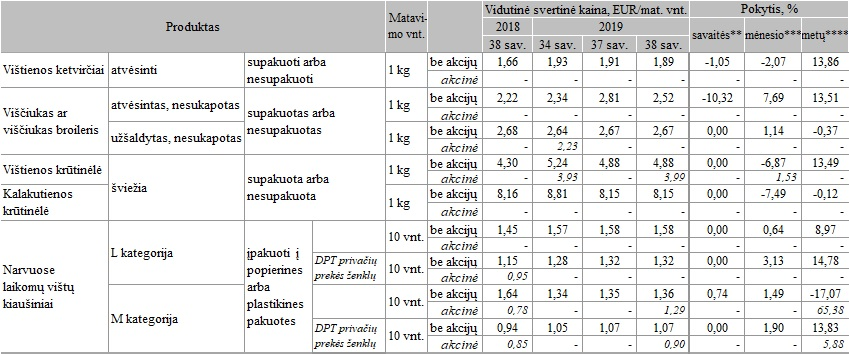 Produktas Matavi- Vidutinė svertinė kaina, EUR/mat. vnt. Pokytis, %
mo vnt. 2018 2019 savaitės** mėnesio*** metų****
38 sav. 34 sav. 37 sav. 38 sav.
Vištienos ketvirčiai atvėsinti supakuoti arba 1 kg be akcijų 1,66 1,93 1,91 1,89 -1,05 -2,07 13,86
nesupakuoti akcinė - - - - - - -
Viščiukas ar atvėsintas, nesukapotas supakuotas arba 1 kg be akcijų 2,22 2,34 2,81 2,52 -10,32 7,69 13,51
viščiukas broileris akcinė - - - - - - -
užšaldytas, nesukapotas nesupakuotas 1 kg be akcijų 2,68 2,64 2,67 2,67 0,00 1,14 -0,37
akcinė - 2,23 - - - - -
Vištienos krūtinėlė šviežia supakuota arba 1 kg be akcijų 4,30 5,24 4,88 4,88 0,00 -6,87 13,49
akcinė - 3,93 - 3,99 - 1,53 -
Kalakutienos nesupakuota 1 kg be akcijų 8,16 8,81 8,15 8,15 0,00 -7,49 -0,12
krūtinėlė akcinė - - - - - - -
Narvuose L kategorija įpakuoti į 10 vnt. be akcijų 1,45 1,57 1,58 1,58 0,00 0,64 8,97
laikomų vištų popierines akcinė - - - - - - -
kiaušiniai arba DPT privačių 10 vnt. be akcijų 1,15 1,28 1,32 1,32 0,00 3,13 14,78
prekės ženklų akcinė 0,95 - - - - - -
M kategorija plastikines 10 vnt. be akcijų 1,64 1,34 1,35 1,36 0,74 1,49 -17,07
pakuotes akcinė 0,78 - - 1,29 - - 65,38
DPT privačių 10 vnt. be akcijų 0,94 1,05 1,07 1,07 0,00 1,90 13,83
prekės ženklų akcinė 0,85 - - 0,90 - - 5,88